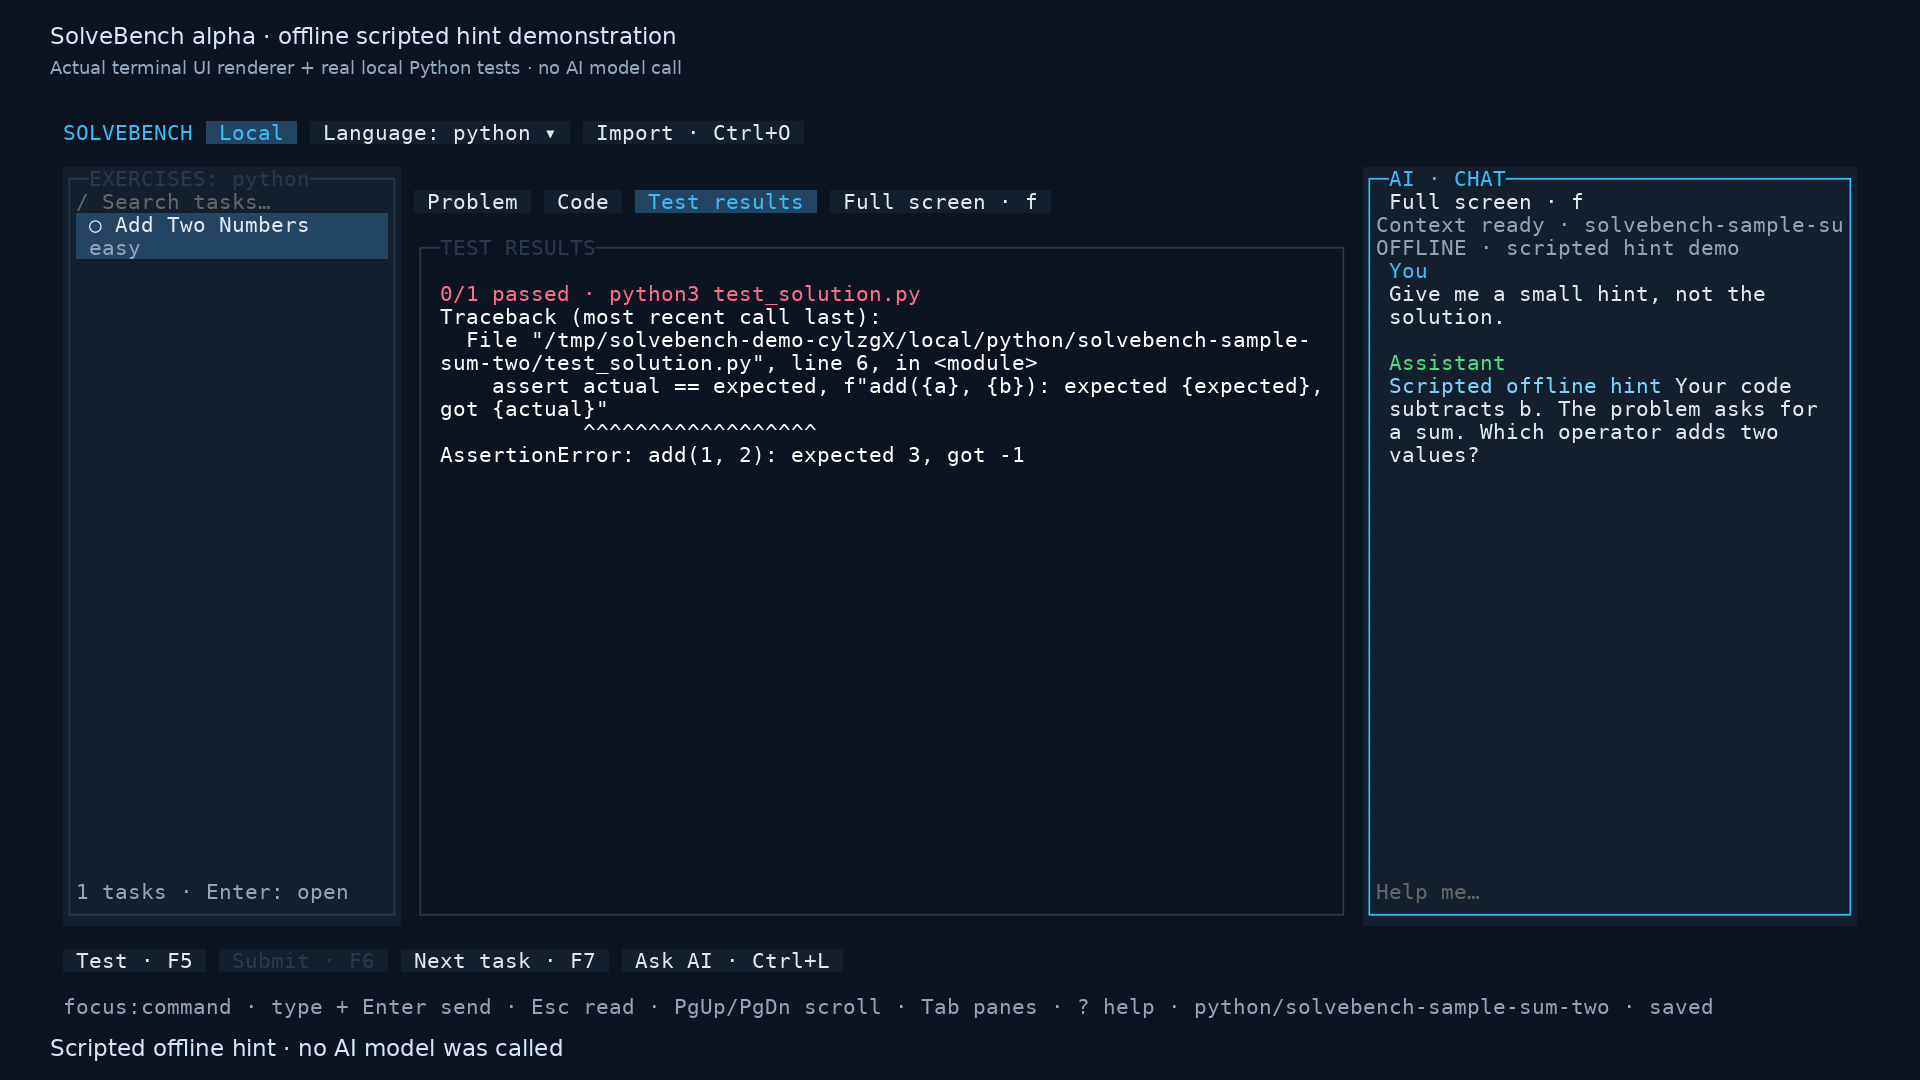 SolveBench alpha · offline scripted hint demonstration
Actual terminal UI renderer + real local Python tests · no AI model call
SOLVEBENCH Local Language: python ▾ Import · Ctrl+O
EXERCISES: python
/ Search tasks…
○ Add Two Numbers
easy
1 tasks · Enter: open
Problem Code Test results Full screen · f
TEST RESULTS
0/1 passed · python3 test_solution.py
Traceback (most recent call last):
File "/tmp/solvebench-demo-cylzgX/local/python/solvebench-sample-
sum-two/test_solution.py", line 6, in <module>
assert actual == expected, f"add({a}, {b}): expected {expected},
got {actual}"
^^^^^^^^^^^^^^^^^^
AssertionError: add(1, 2): expected 3, got -1
AI · CHAT
Full screen · f
Context ready · solvebench-sample-su
OFFLINE · scripted hint demo
You
Give me a small hint, not the
solution.
Assistant
Scripted offline hint Your code
subtracts b. The problem asks for
a sum. Which operator adds two
values?
Help me…
Test · F5 Submit · F6 Next task · F7 Ask AI · Ctrl+L
focus:command · type + Enter send · Esc read · PgUp/PgDn scroll · Tab panes · ? help · python/solvebench-sample-sum-two · saved
Scripted offline hint · no AI model was called